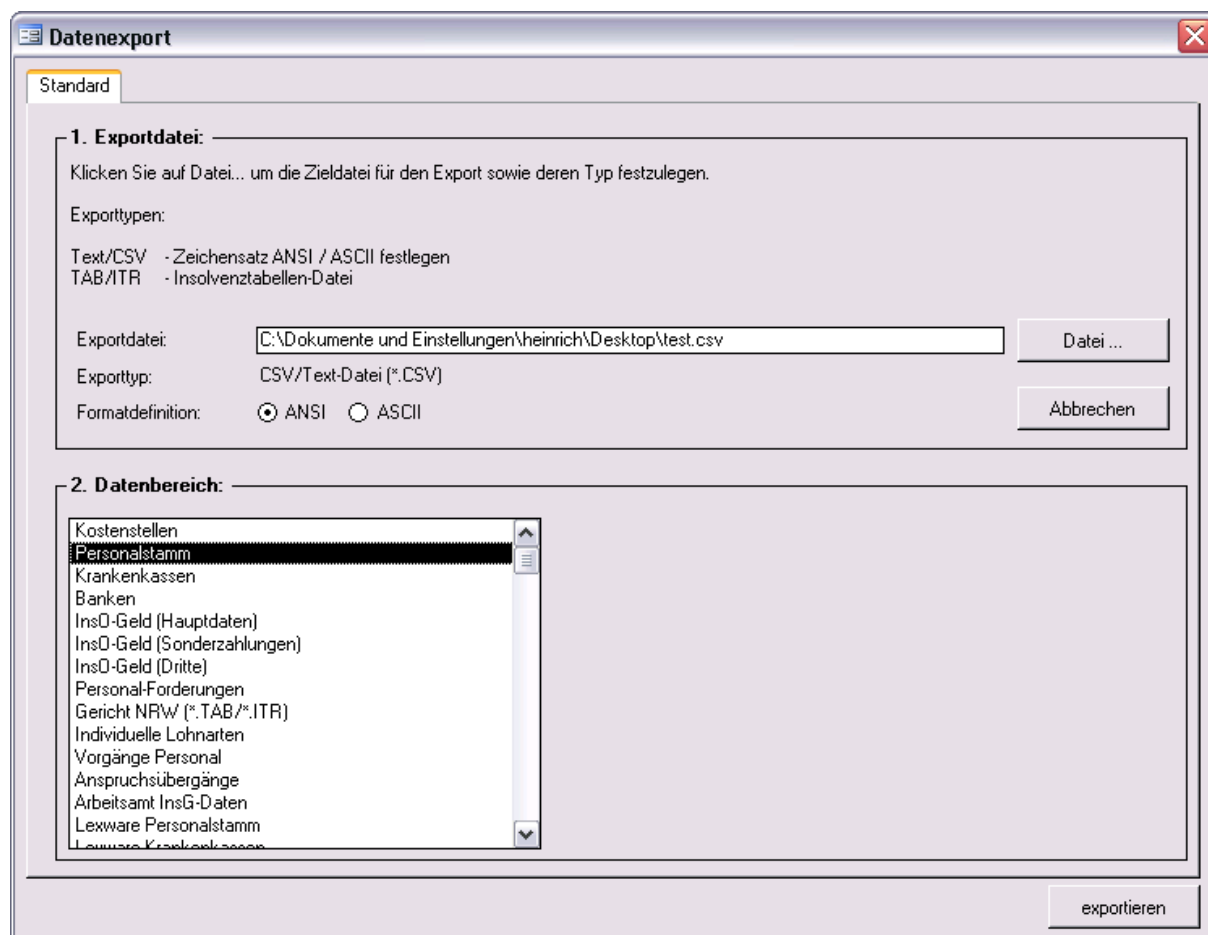 Datenexport
Standard
1. Exportdatei:
Klicken Sie auf Datei... um die Zieldatei für den Export sowie deren Typ festzulegen.
Exporttypen:
Text/CSV - Zeichensatz ANSI / ASCII festlegen
TAB/ITR - Insolvenztabellen-Datei
Exportdatei: C:\Dokumente und Einstellungen\heinrich\Desktop\test.csv Datei ...
Exporttyp: CSV/Text-Datei (*.CSV)
Formatdefinition: ANSI ASCII
Abbrechen
2. Datenbereich:
Kostenstellen
Personalstamm
Krankenkassen
Banken
InsO-Geld (Hauptdaten)
InsO-Geld (Sonderzahlungen)
InsO-Geld (Dritte)
Personal-Forderungen
Gericht NRW (*.TAB/*.ITR)
Individuelle Lohnarten
Vorgänge Personal
Anspruchsübergänge
Arbeitsamt InsG-Daten
Lexware Personalstamm
Lexware Krankenkassen
exportieren